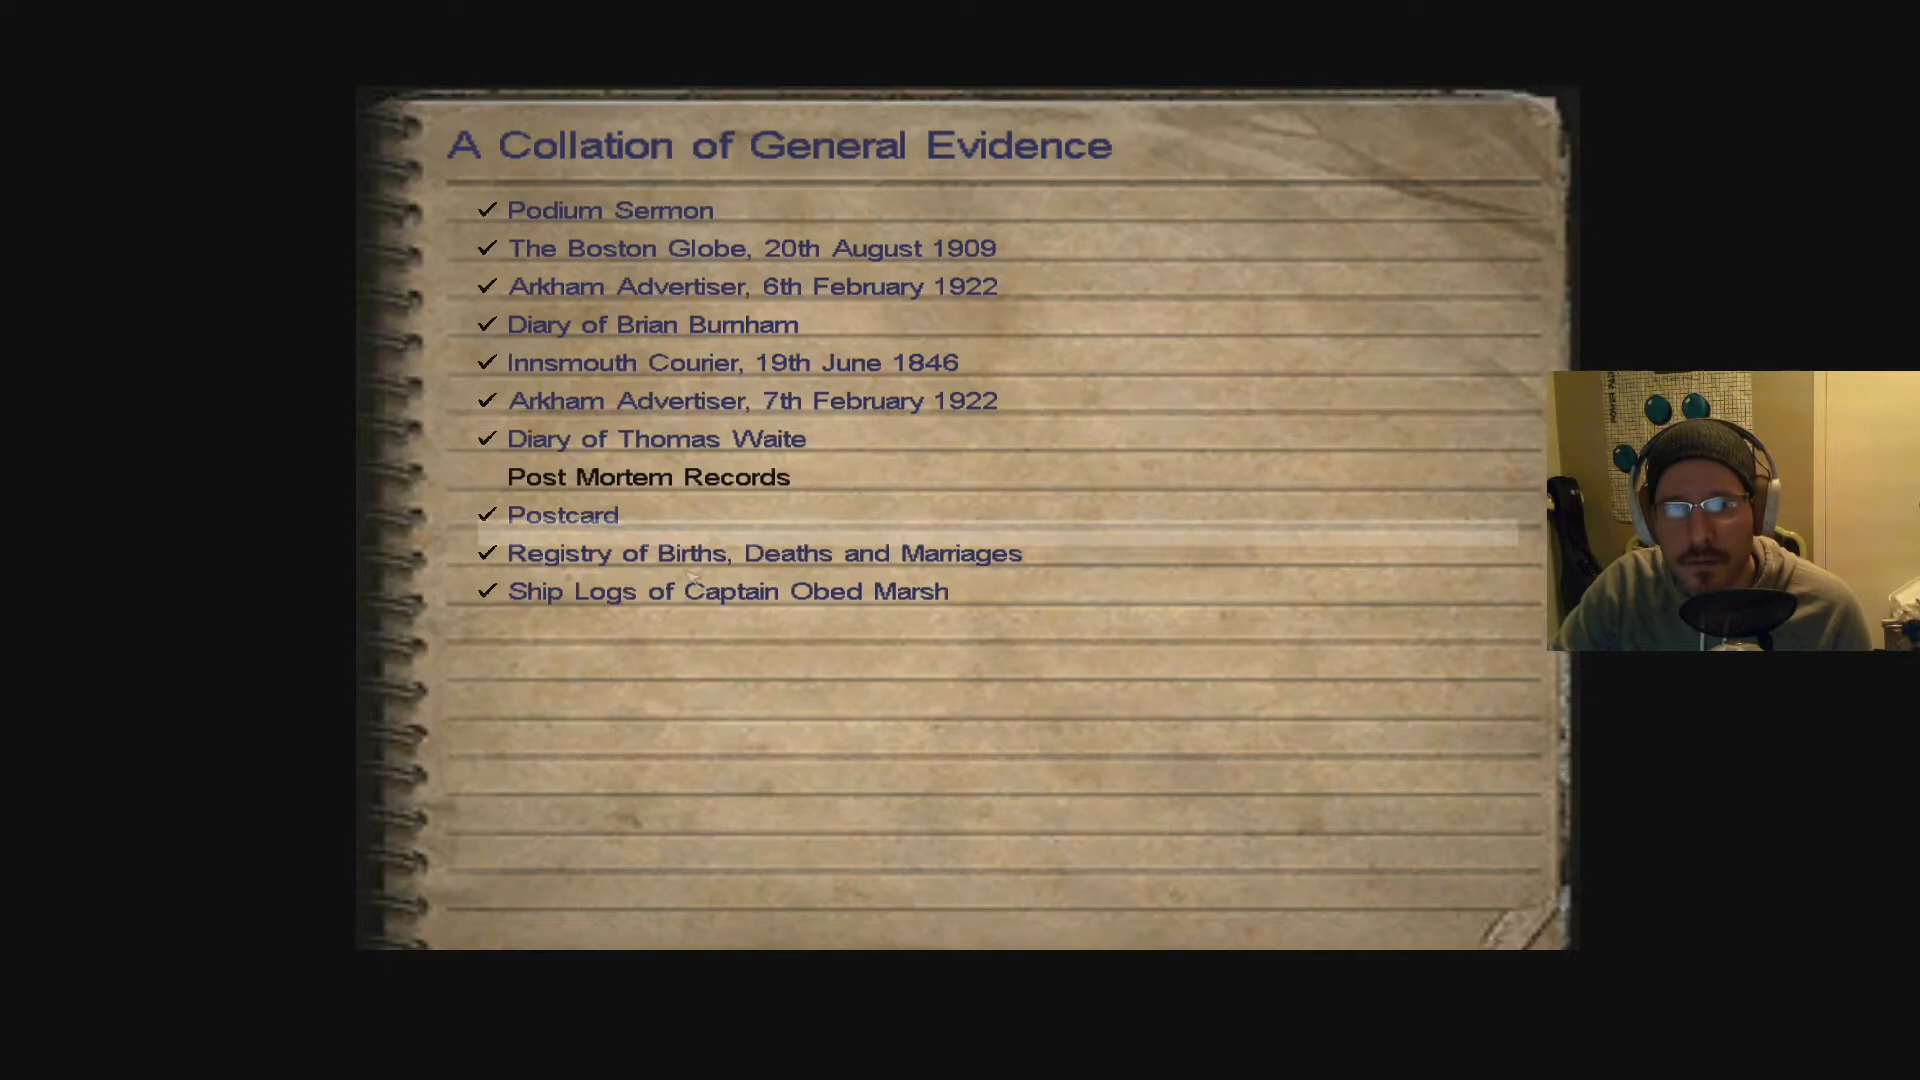 A Collation of General Evidence
✓ Podium Sermon
✓ The Boston Globe, 20th August 1909
✓ Arkham Advertiser, 6th February 1922
✓ Diary of Brian Burnham
✓ Innsmouth Courier, 19th June 1846
✓ Arkham Advertiser, 7th February 1922
✓ Diary of Thomas Waite
Post Mortem Records
✓ Postcard
✓ Registry of Births, Deaths and Marriages
✓ Ship Logs of Captain Obed Marsh